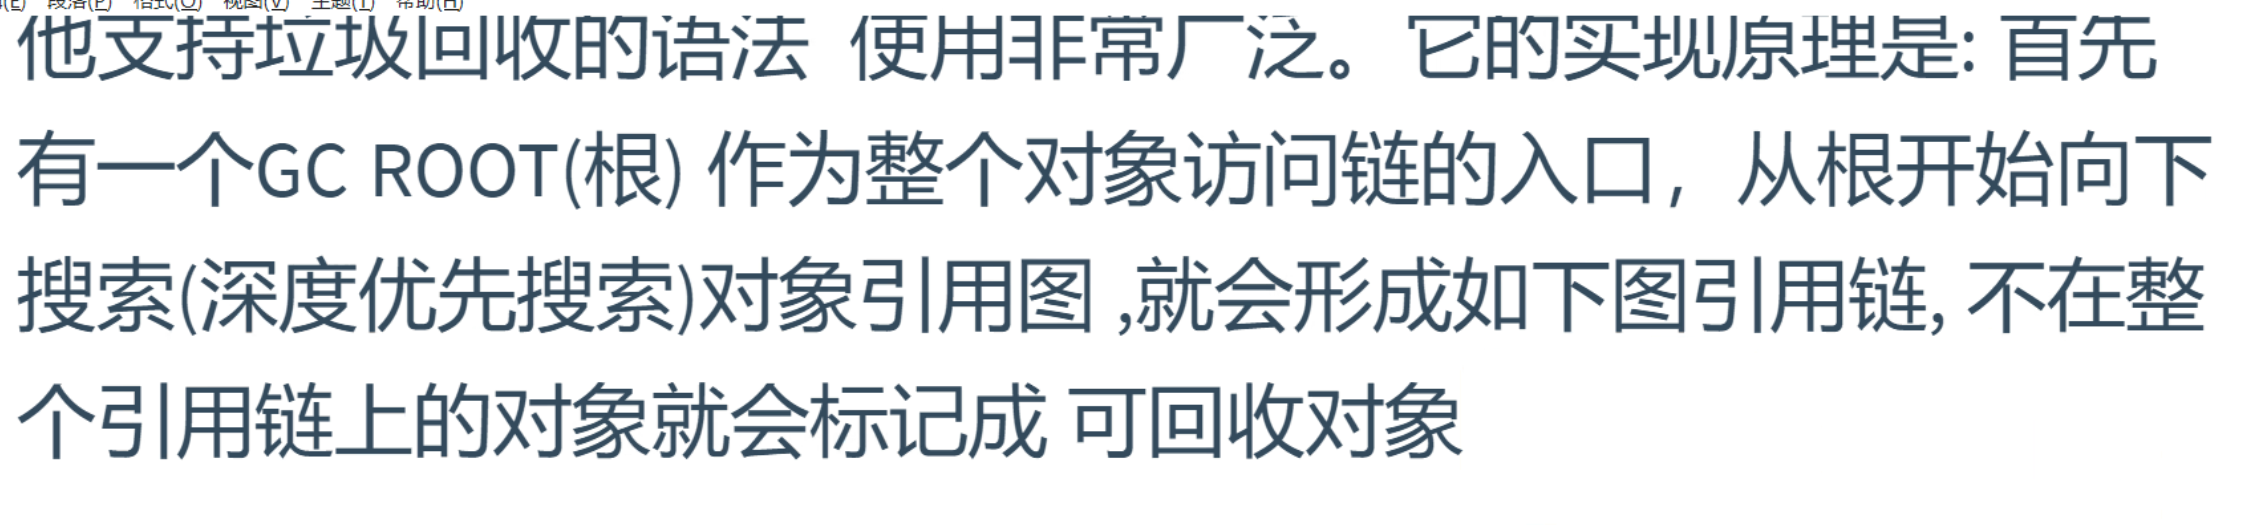 段落(P) 格式(O) 视图(V) 主题(T) 帮助(H)
他支持垃圾回收的语法 使用非常广泛。它的实现原理是: 首先
有一个GC ROOT(根) 作为整个对象访问链的入口，从根开始向下
搜索(深度优先搜索)对象引用图 ,就会形成如下图引用链, 不在整
个引用链上的对象就会标记成 可回收对象